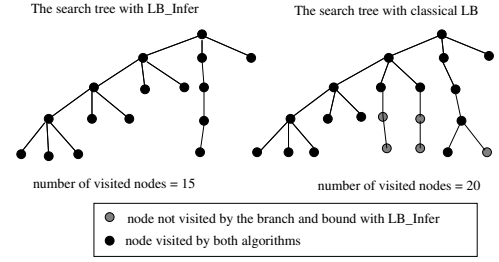 The search tree with LB_Infer
The search tree with classical LB
number of visited nodes = 15
number of visited nodes = 20
node not visited by the branch and bound with LB_Infer
node visited by both algorithms